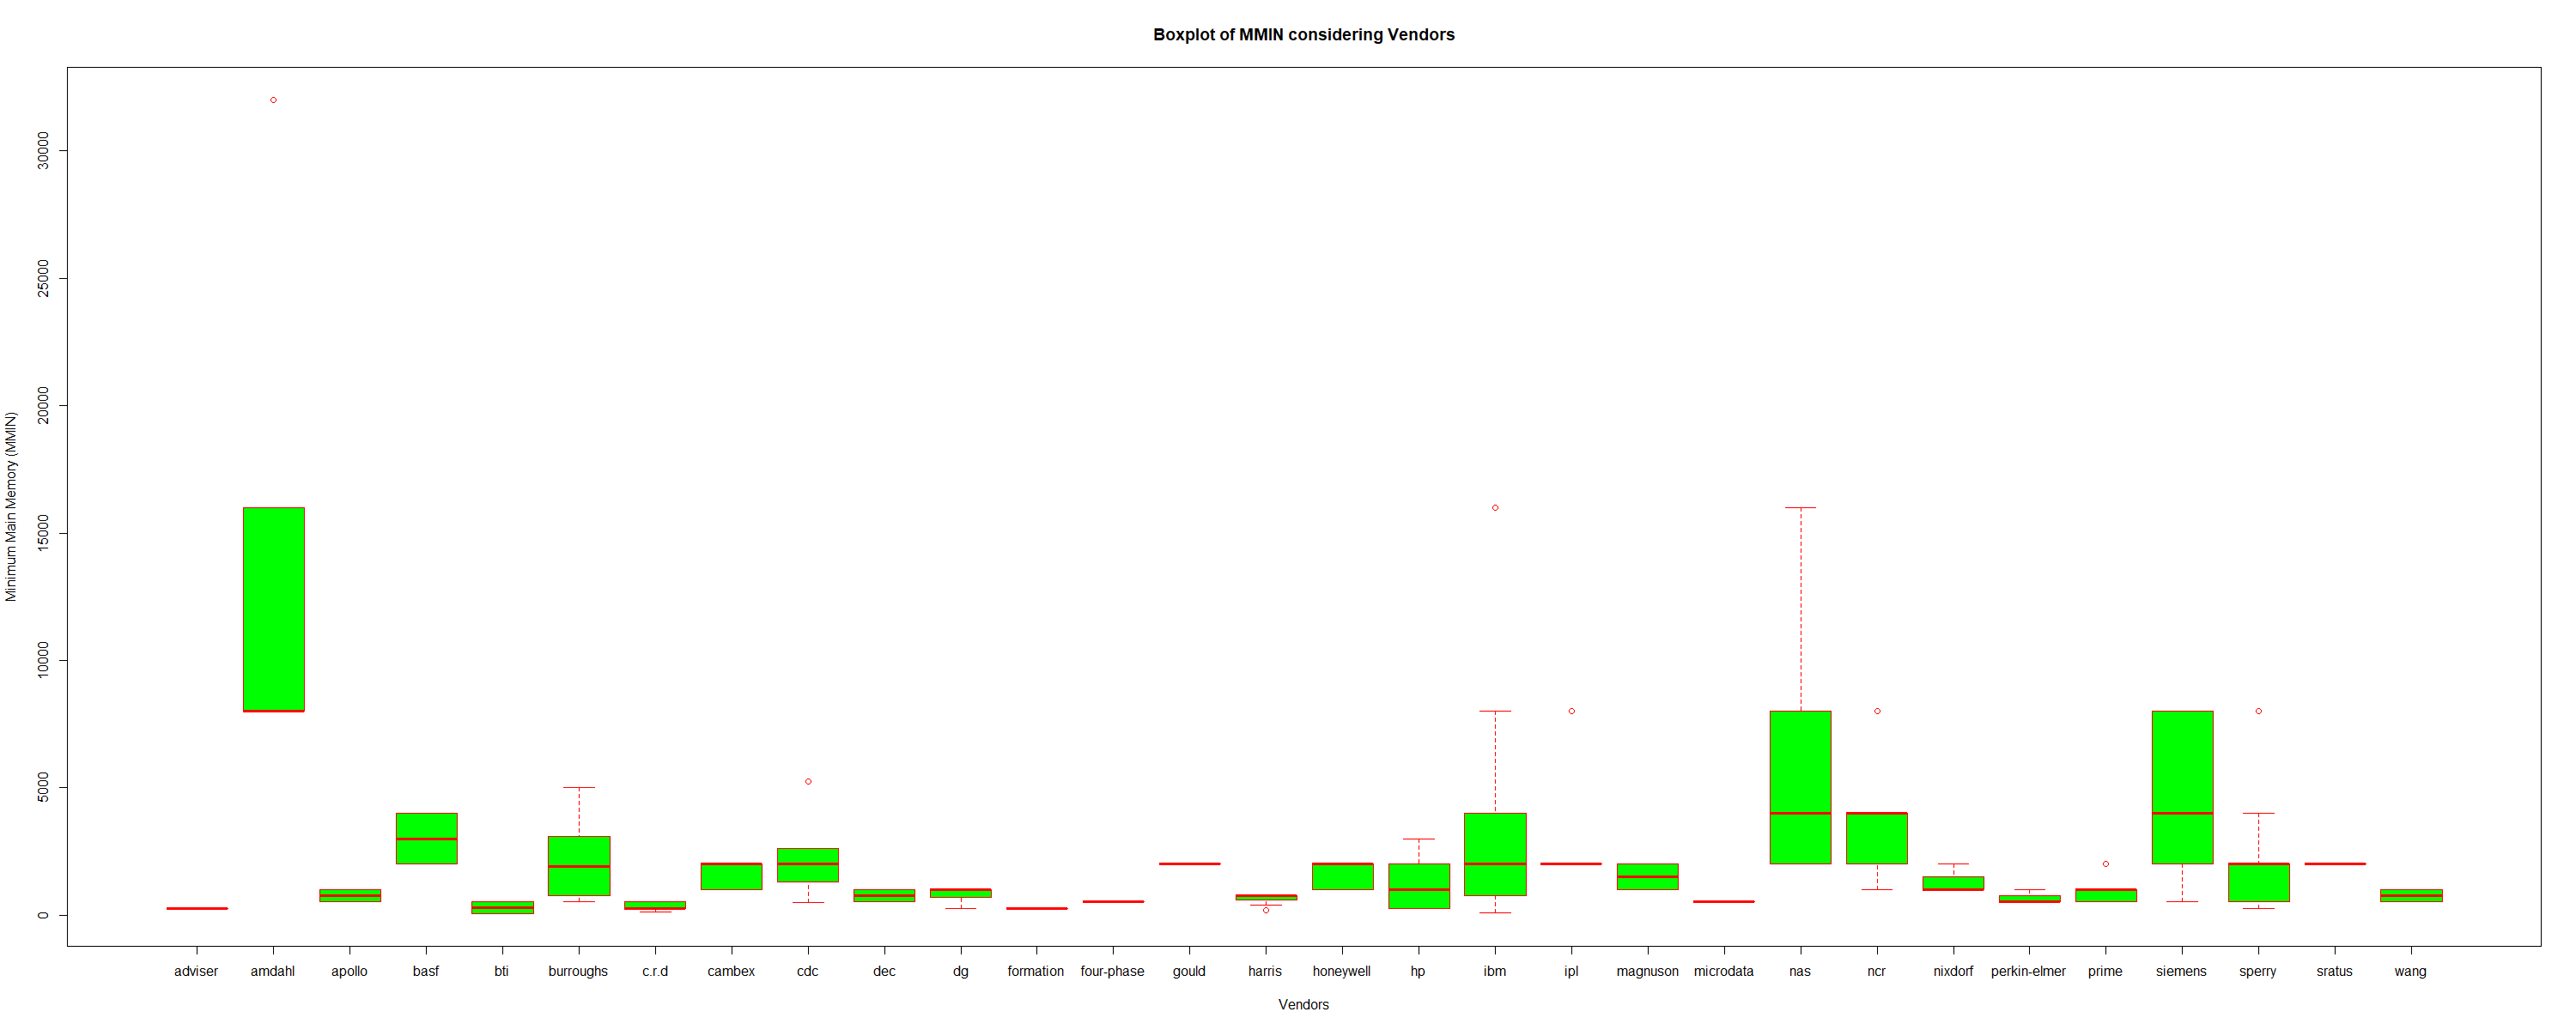 Boxplot of MMIN considering Vendors
Minimum Main Memory (MMIN)
30000
25000
20000
15000
10000
5000
0
adviser amdahl apollo basf bti burroughs c.r.d cambex cdc dec dg formation four-phase gould harris honeywell hp ibm ipl magnuson microdata nas ncr nixdorf perkin-elmer prime siemens sperry sratus wang
Vendors